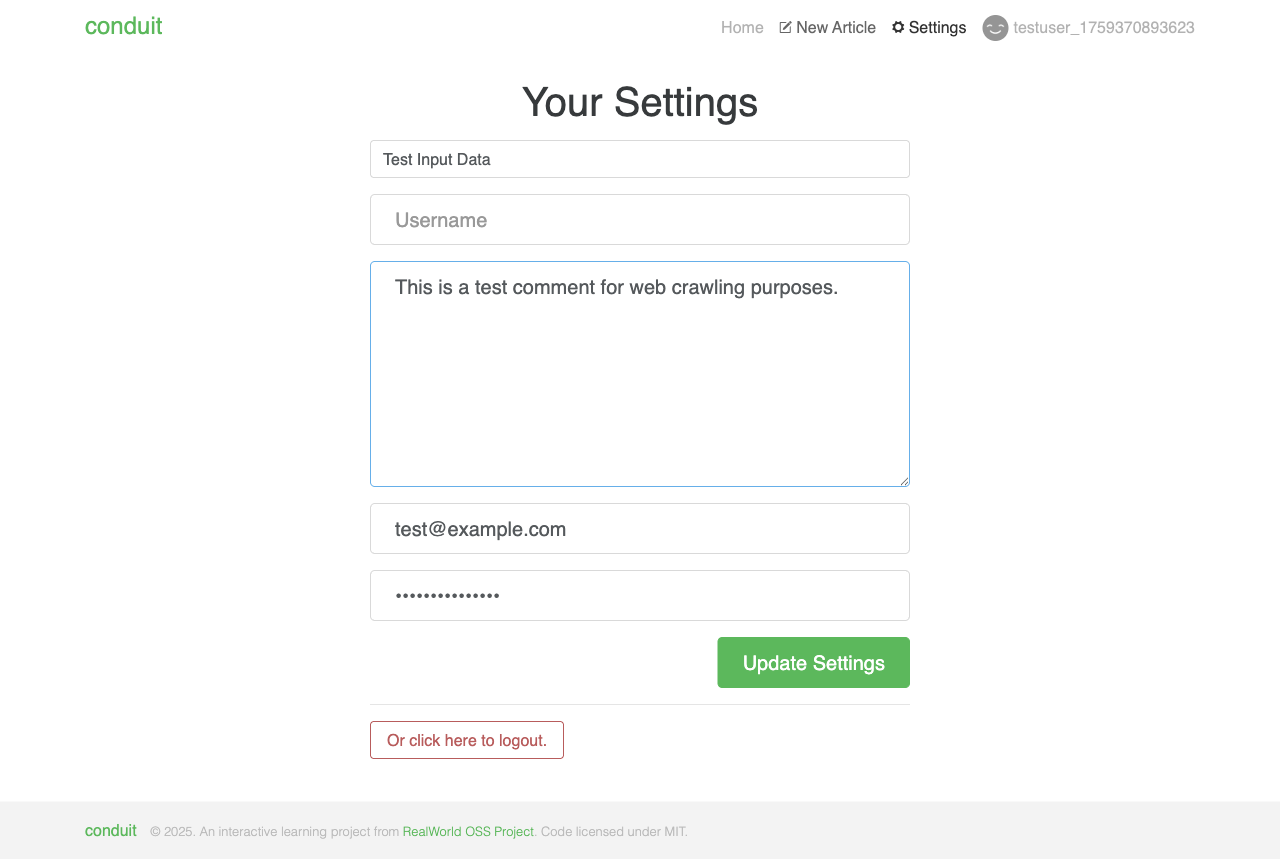 conduit
Home New Article Settings testuser_1759370893623
Your Settings
Test Input Data
Username
This is a test comment for web crawling purposes.
test@example.com
•••••••••••••••
Update Settings
Or click here to logout.
conduit © 2025. An interactive learning project from RealWorld OSS Project. Code licensed under MIT.